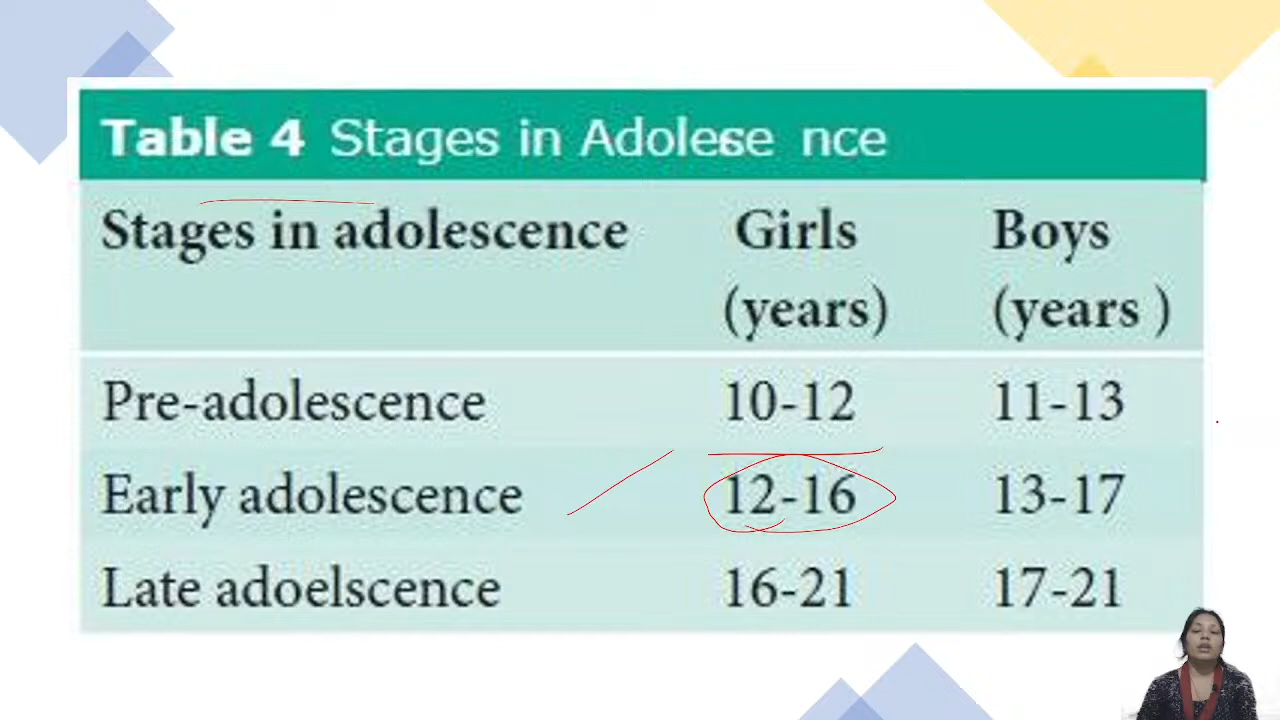 Table 4 Stages in Adolese nce
Stages in adolescence Girls Boys
(years) (years )
Pre-adolescence 10-12 11-13
Early adolescence 12-16 13-17
Late adoelscence 16-21 17-21